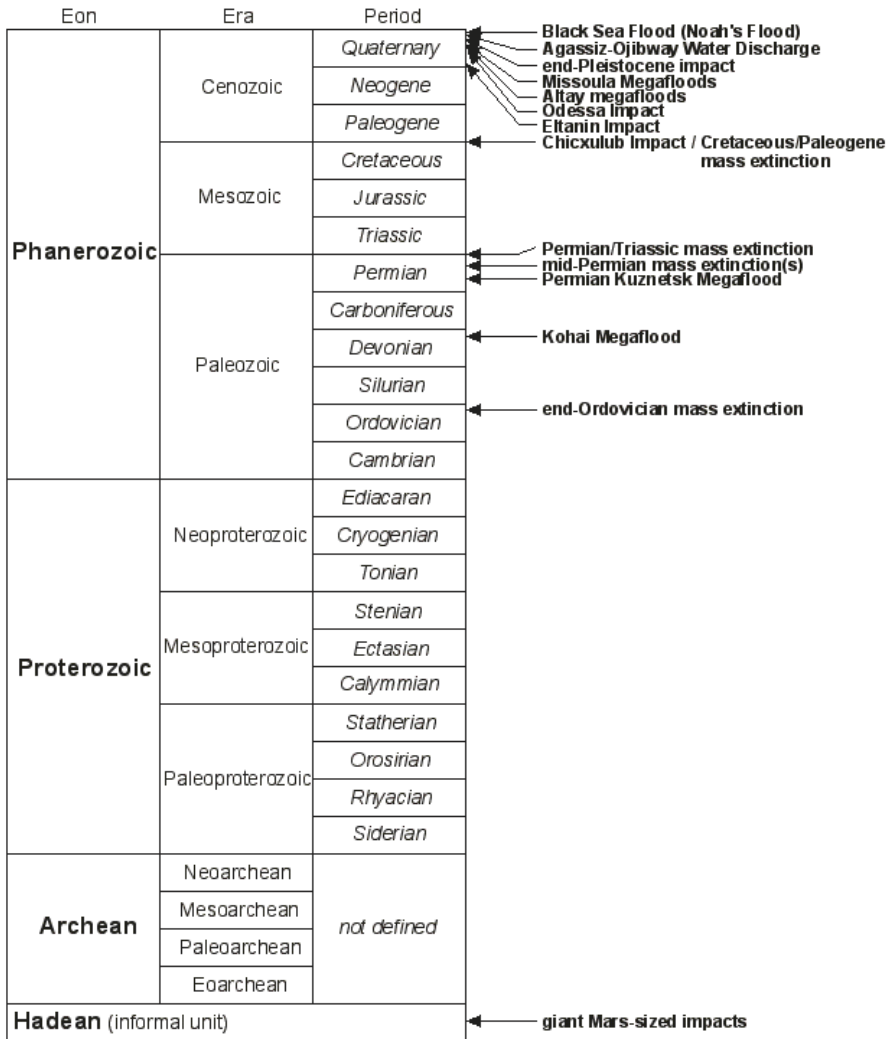 Eon Era Period
Quaternary
Cenozoic
Neogene
Paleogene
Cretaceous
Mesozoic
Jurassic
Triassic
Phanerozoic
Permian
Carboniferous
Devonian
Paleozoic
Silurian
Ordovician
Cambrian
Ediacaran
Neoproterozoic
Cryogenian
Tonian
Stenian
Mesoproterozoic
Ectasian
Proterozoic
Calymmian
Statherian
Orosirian
Paleoproterozoic
Rhyacian
Siderian
Neoarchean
Mesoarchean
Archean
not defined
Paleoarchean
Eoarchean
Hadean (informal unit)
Black Sea Flood (Noah's Flood)
Agassiz-Ojibway Water Discharge
end-Pleistocene impact
Missoula Megafloods
Altay megafloods
Odessa Impact
Eltanin Impact
Chicxulub Impact / Cretaceous/Paleogene
mass extinction
Permian/Triassic mass extinction
mid-Permian mass extinction(s)
Permian Kuznetsk Megaflood
Kohai Megaflood
end-Ordovician mass extinction
giant Mars-sized impacts